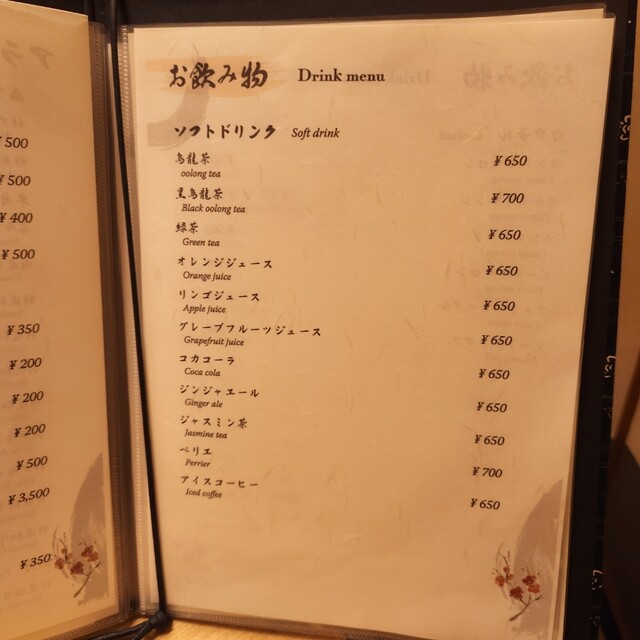 お飲み物 Drink menu
ソフトドリンク Soft drink
烏龍茶 ¥650
oolong tea
黒烏龍茶 ¥700
Black oolong tea
緑茶 ¥650
Green tea
オレンジジュース ¥650
Orange juice
リンゴジュース ¥650
Apple juice
グレープフルーツジュース ¥650
Grapefruit juice
コカコーラ ¥650
Coca cola
ジンジャエール ¥650
Ginger ale
ジャスミン茶 ¥650
Jasmine tea
ペリエ ¥700
Perrier
アイスコーヒー ¥650
Iced coffee
¥500
¥500
¥400
¥500
¥350
¥200
¥200
¥200
¥500
¥3,500
¥350